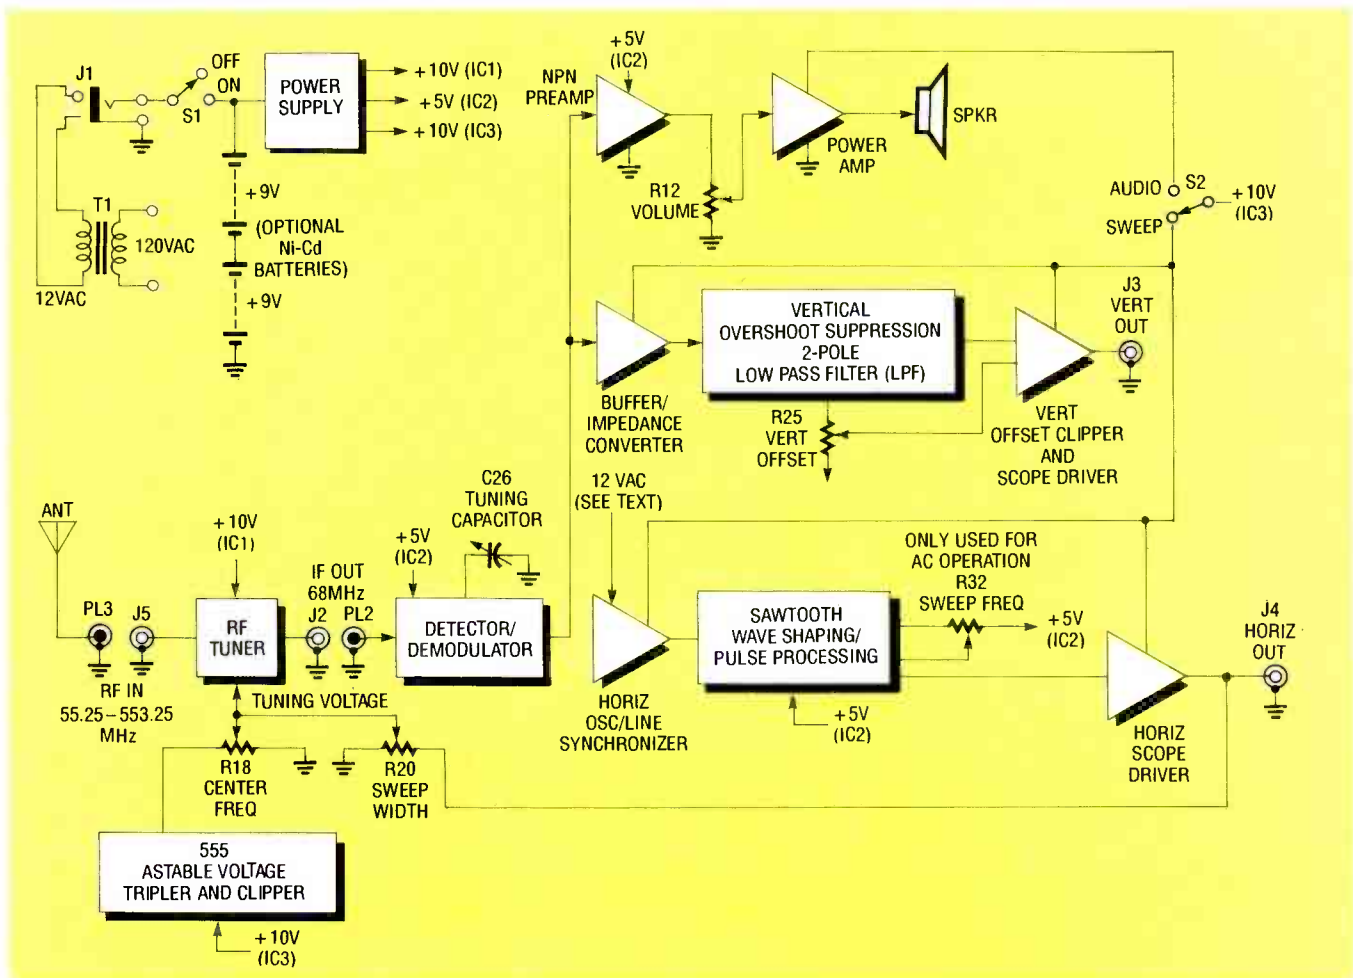 J1
OFF
ON
S1
POWER
SUPPLY
+10V (IC1)
+5V (IC2)
+10V (IC3)
T1
120VAC
12VAC
+9V
(OPTIONAL
Ni-Cd
BATTERIES)
+9V
+5V
(IC2)
NPN
PREAMP
R12
VOLUME
POWER
AMP
SPKR
AUDIO
S2
SWEEP
+10V
(IC3)
BUFFER/
IMPEDANCE
CONVERTER
VERTICAL
OVERSHOOT SUPPRESSION
2-POLE
LOW PASS FILTER (LPF)
R25
VERT
OFFSET
J3
VERT
OUT
VERT
OFFSET CLIPPER
AND
SCOPE DRIVER
ANT
PL3
J5
RF IN
55.25–553.25
MHz
+10V
(IC1)
RF
TUNER
IF OUT
68MHz
J2
PL2
+5V
(IC2)
C26
TUNING
CAPACITOR
DETECTOR/
DEMODULATOR
TUNING VOLTAGE
R18
CENTER
FREQ
R20
SWEEP
WIDTH
555
ASTABLE VOLTAGE
TRIPLER AND CLIPPER
+10V
(IC3)
12 VAC
(SEE TEXT)
HORIZ
OSC/LINE
SYNCHRONIZER
SAWTOOTH
WAVE SHAPING/
PULSE PROCESSING
+5V
(IC2)
ONLY USED FOR
AC OPERATION
R32
SWEEP FREQ
+5V
(IC2)
HORIZ
SCOPE
DRIVER
J4
HORIZ
OUT